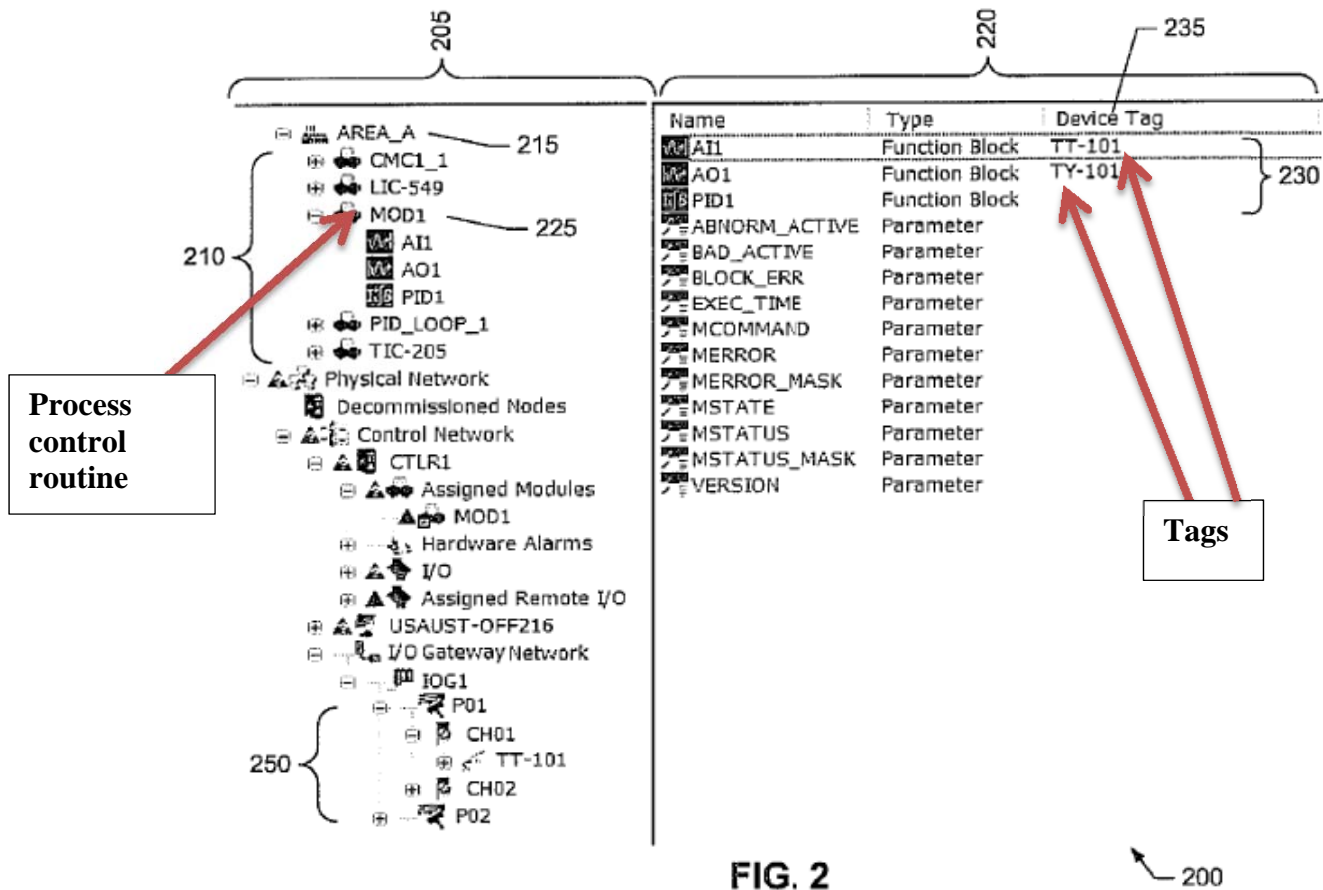 205
220
235
AREA_A
215
CMC1_1
LIC-549
MOD1
225
210
AI1
AO1
PID1
PID_LOOP_1
TIC-205
Physical Network
Decommissioned Nodes
Control Network
CTLR1
Assigned Modules
MOD1
Hardware Alarms
I/O
Assigned Remote I/O
USAUST-OFF216
I/O Gateway Network
IOG1
P01
CH01
250
TT-101
CH02
P02
Process
control
routine
Name Type Device Tag
AI1 Function Block TT-101
AO1 Function Block TY-101
230
PID1 Function Block
ABNORM_ACTIVE Parameter
BAD_ACTIVE Parameter
BLOCK_ERR Parameter
EXEC_TIME Parameter
MCOMMAND Parameter
MERROR Parameter
MERROR_MASK Parameter
MSTATE Parameter
MSTATUS Parameter
MSTATUS_MASK Parameter
VERSION Parameter
Tags
FIG. 2
200